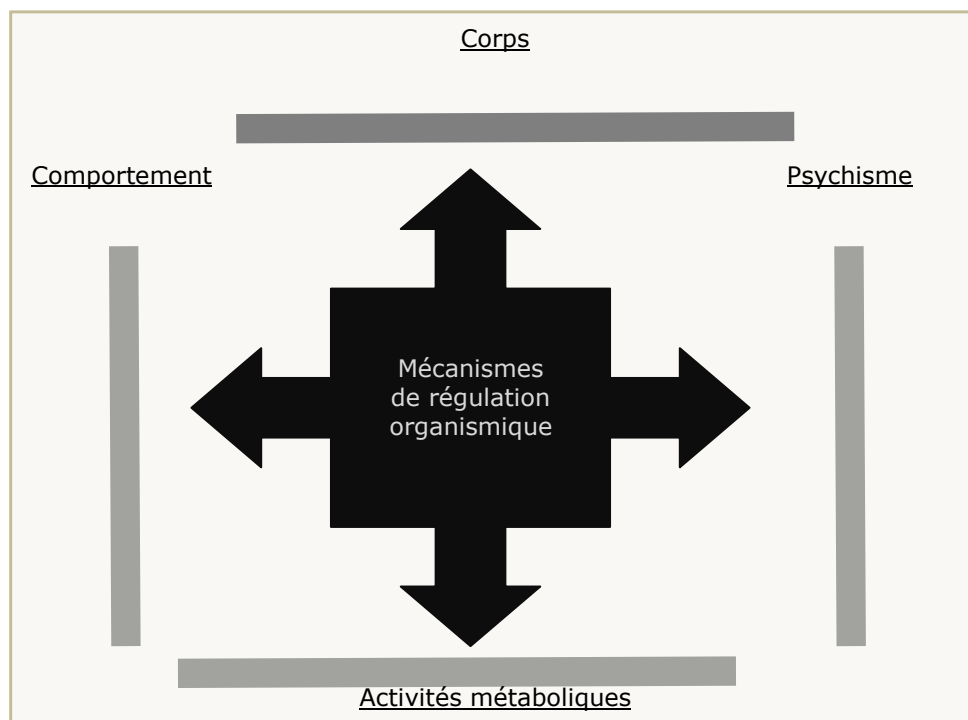 Corps
Comportement
Psychisme
Mécanismes
de régulation
organismique
Activités métaboliques